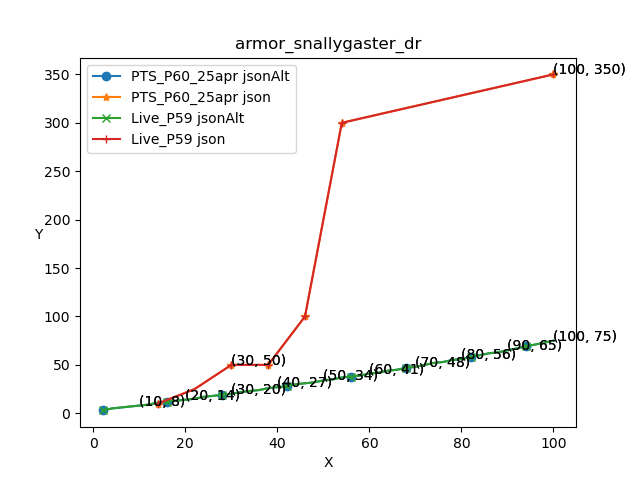 armor_snallygaster_dr
PTS_P60_25apr jsonAlt
PTS_P60_25apr json
Live_P59 jsonAlt
Live_P59 json
(100, 350)
350
300
250
200
Y
150
100
50
0
(30, 50)
(100, 75)
(90, 65)
(80, 56)
(70, 48)
(60, 41)
(50, 34)
(40, 27)
(30, 20)
(20, 14)
(10, 8)
0 20 40 60 80 100
X